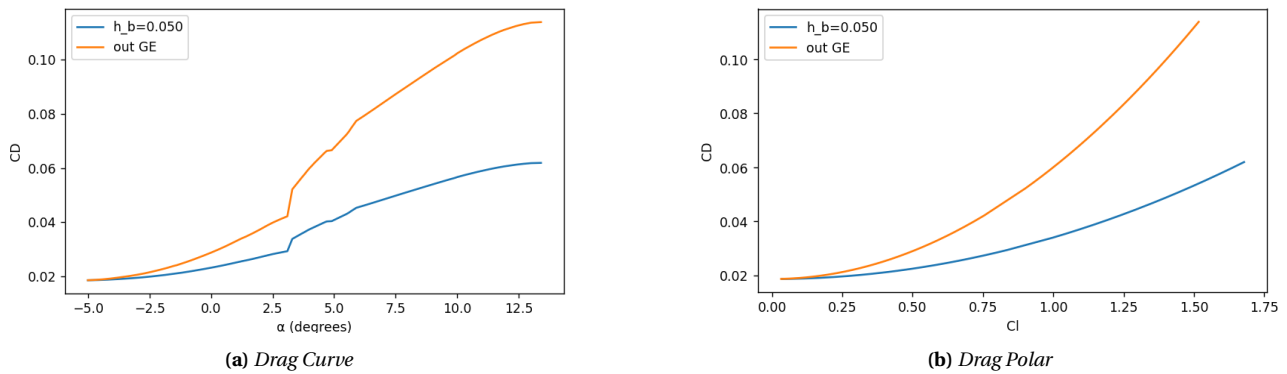 h_b=0.050
out GE
CD
0.10
0.08
0.06
0.04
0.02
−5.0 −2.5 0.0 2.5 5.0 7.5 10.0 12.5
α (degrees)
(a) Drag Curve
h_b=0.050
out GE
CD
0.10
0.08
0.06
0.04
0.02
0.00 0.25 0.50 0.75 1.00 1.25 1.50 1.75
Cl
(b) Drag Polar